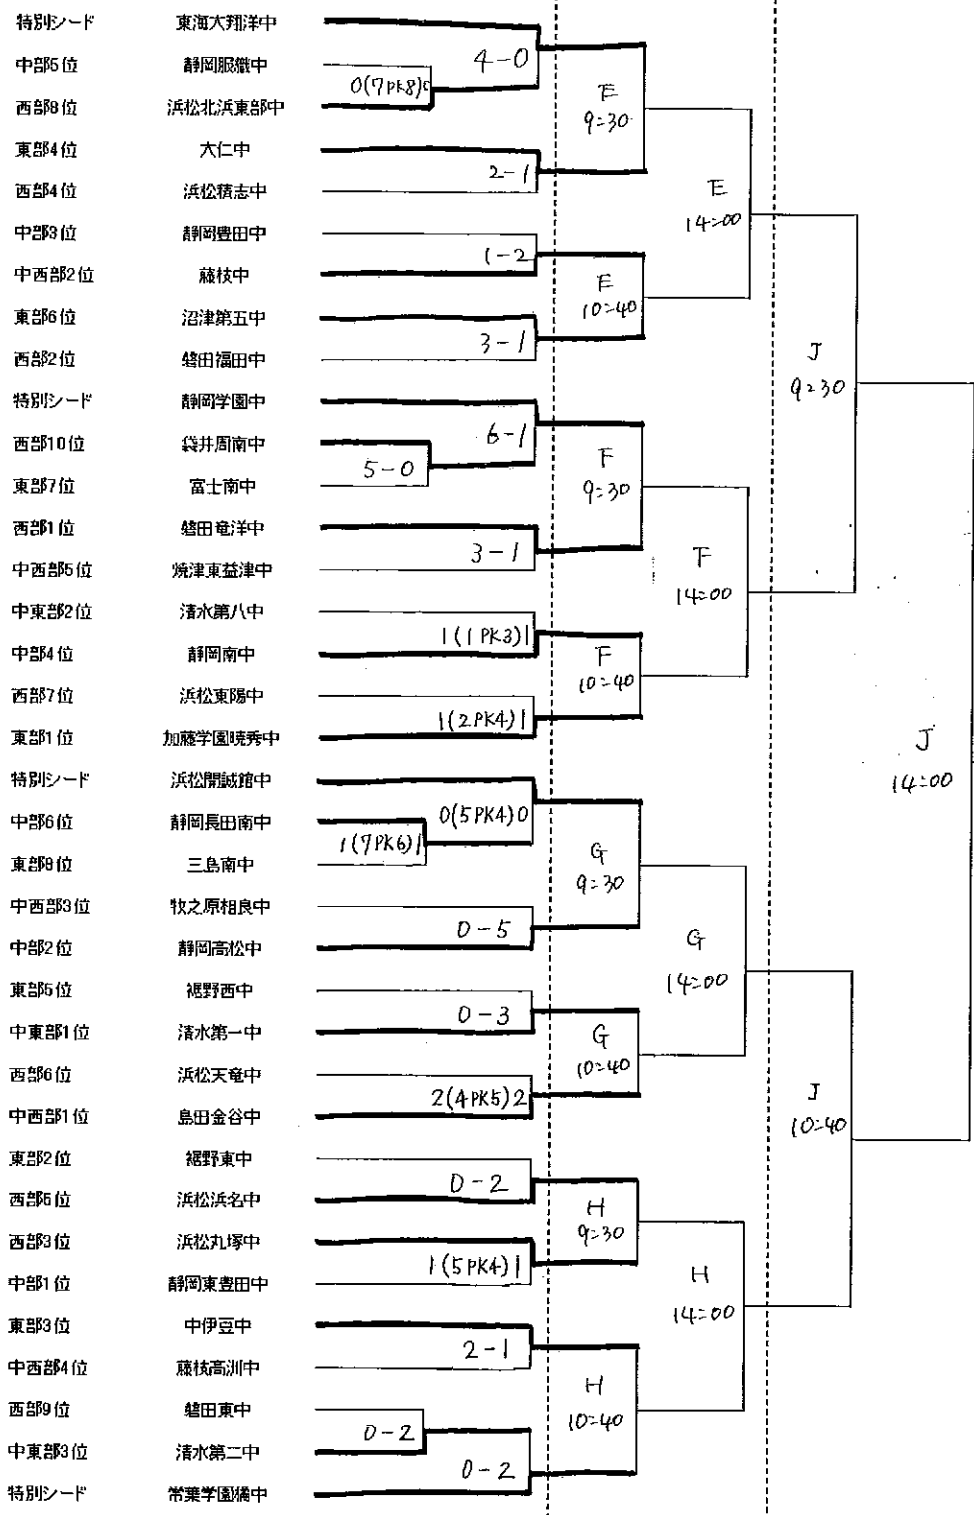 特別シード 東海大翔洋中
4-0
中部5位 静岡服織中
0(7PK8)0
西部8位 浜松北浜東部中
E
9:30
東部4位 大仁中
2-1
西部4位 浜松積志中
E
14:00
中部3位 静岡豊田中
1-2
中西部2位 藤枝中
E
10:40
東部6位 沼津第五中
3-1
西部2位 磐田福田中
J
9:30
特別シード 静岡学園中
6-1
西部10位 袋井周南中
5-0
東部7位 富士南中
F
9:30
西部1位 磐田竜洋中
3-1
中西部5位 焼津東益津中
F
14:00
中東部2位 清水第八中
1(1PK3)1
中部4位 静岡南中
F
10:40
西部7位 浜松東陽中
1(2PK4)1
東部1位 加藤学園暁秀中
J
14:00
特別シード 浜松開誠館中
0(5PK4)0
中部6位 静岡長田南中
1(7PK6)1
東部8位 三島南中
G
9:30
中西部3位 牧之原相良中
0-5
中部2位 静岡高松中
G
14:00
東部5位 裾野西中
0-3
中東部1位 清水第一中
G
10:40
西部6位 浜松天竜中
2(4PK5)2
中西部1位 島田金谷中
J
10:40
東部2位 裾野東中
0-2
西部5位 浜松浜名中
H
9:30
西部3位 浜松丸塚中
1(5PK4)1
中部1位 静岡東豊田中
H
14:00
東部3位 中伊豆中
2-1
中西部4位 藤枝高洲中
H
10:40
西部9位 磐田東中
0-2
中東部3位 清水第二中
0-2
特別シード 常葉学園橘中